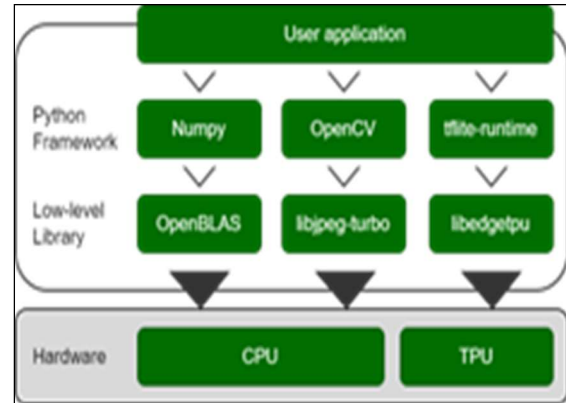 User application
Python
Framework
Numpy
OpenCV
tflite-runtime
Low-level
Library
OpenBLAS
libjpeg-turbo
libedgetpu
Hardware
CPU
TPU